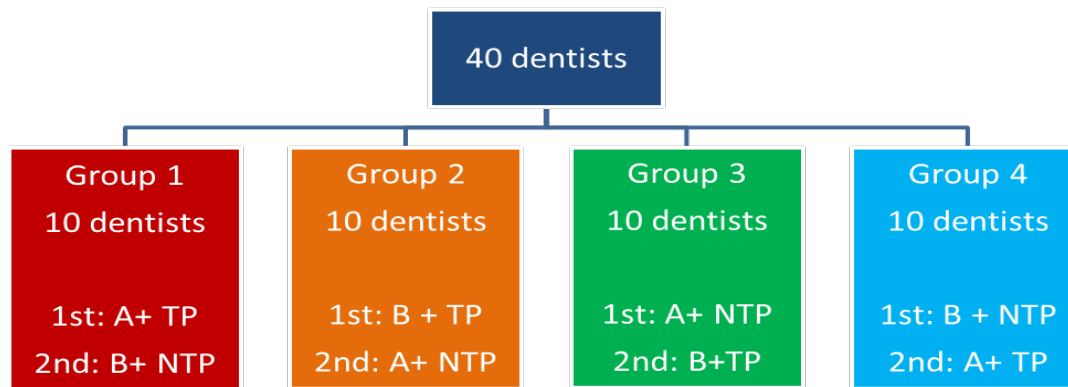 40 dentists
Group 1
10 dentists
1st: A+ TP
2nd: B+ NTP
Group 2
10 dentists
1st: B + TP
2nd: A+ NTP
Group 3
10 dentists
1st: A+ NTP
2nd: B+TP
Group 4
10 dentists
1st: B + NTP
2nd: A+ TP